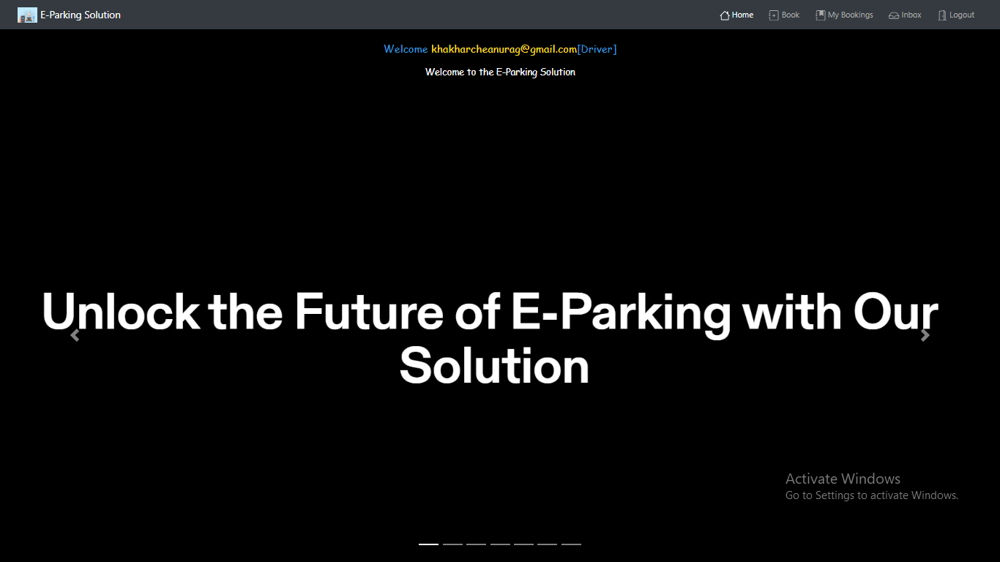 E-Parking Solution
Home
Book
My Bookings
Inbox
Logout
Welcome khakharcheanurag@gmail.com[Driver]
Welcome to the E-Parking Solution
Unlock the Future of E-Parking with Our
Solution
Activate Windows
Go to Settings to activate Windows.